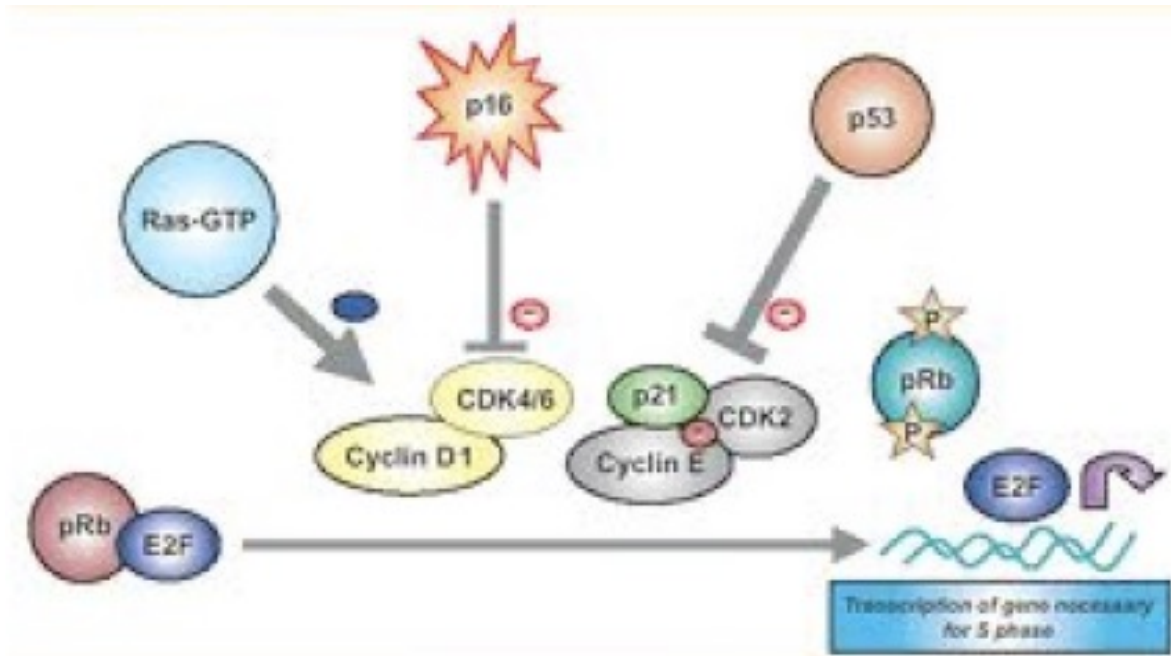 p16
p53
Ras-GTP
P
pRb
P
CDK4/6
Cyclin D1
p21
CDK2
-
Cyclin E
-
-
E2F
pRb
E2F
Transcription of gene necessary
for S phase